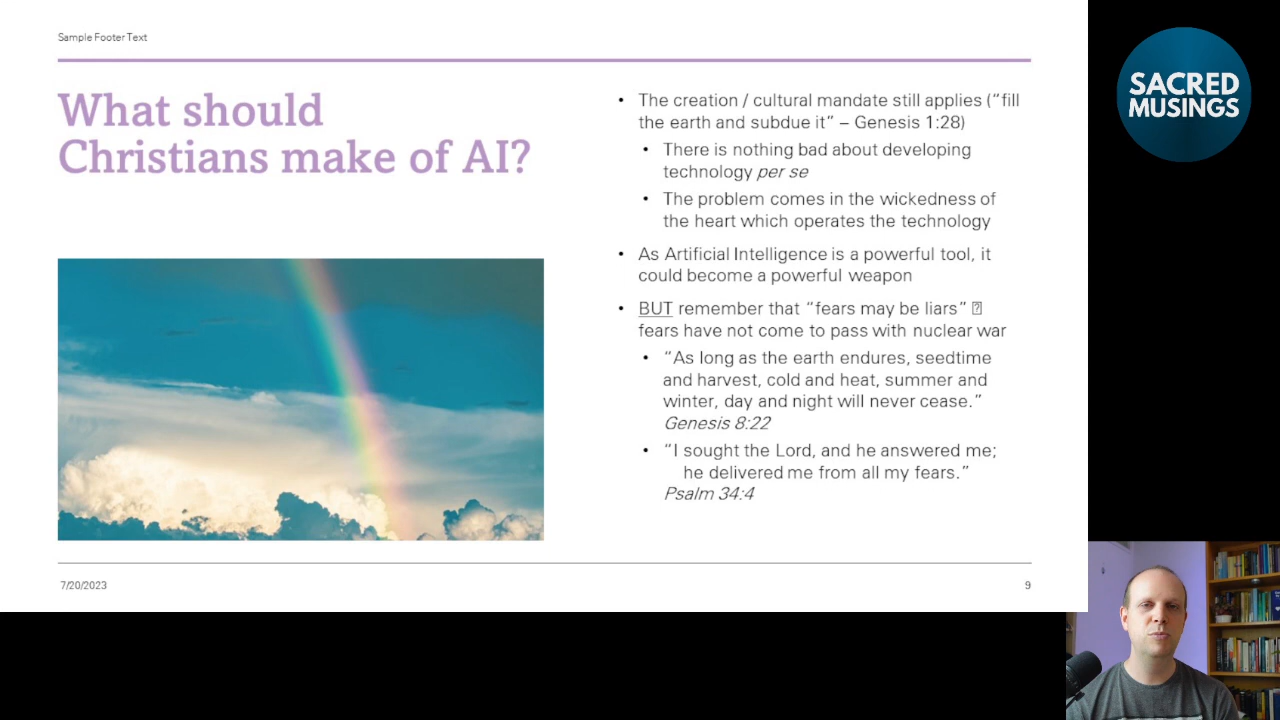 Sample Footer Text
What should
Christians make of AI?
• The creation / cultural mandate still applies (“fill
the earth and subdue it” – Genesis 1:28)
• There is nothing bad about developing
technology per se
• The problem comes in the wickedness of
the heart which operates the technology
• As Artificial Intelligence is a powerful tool, it
could become a powerful weapon
• BUT remember that “fears may be liars” ⍰
fears have not come to pass with nuclear war
• “As long as the earth endures, seedtime
and harvest, cold and heat, summer and
winter, day and night will never cease.”
Genesis 8:22
• “I sought the Lord, and he answered me;
he delivered me from all my fears.”
Psalm 34:4
7/20/2023
9
SACRED
MUSINGS